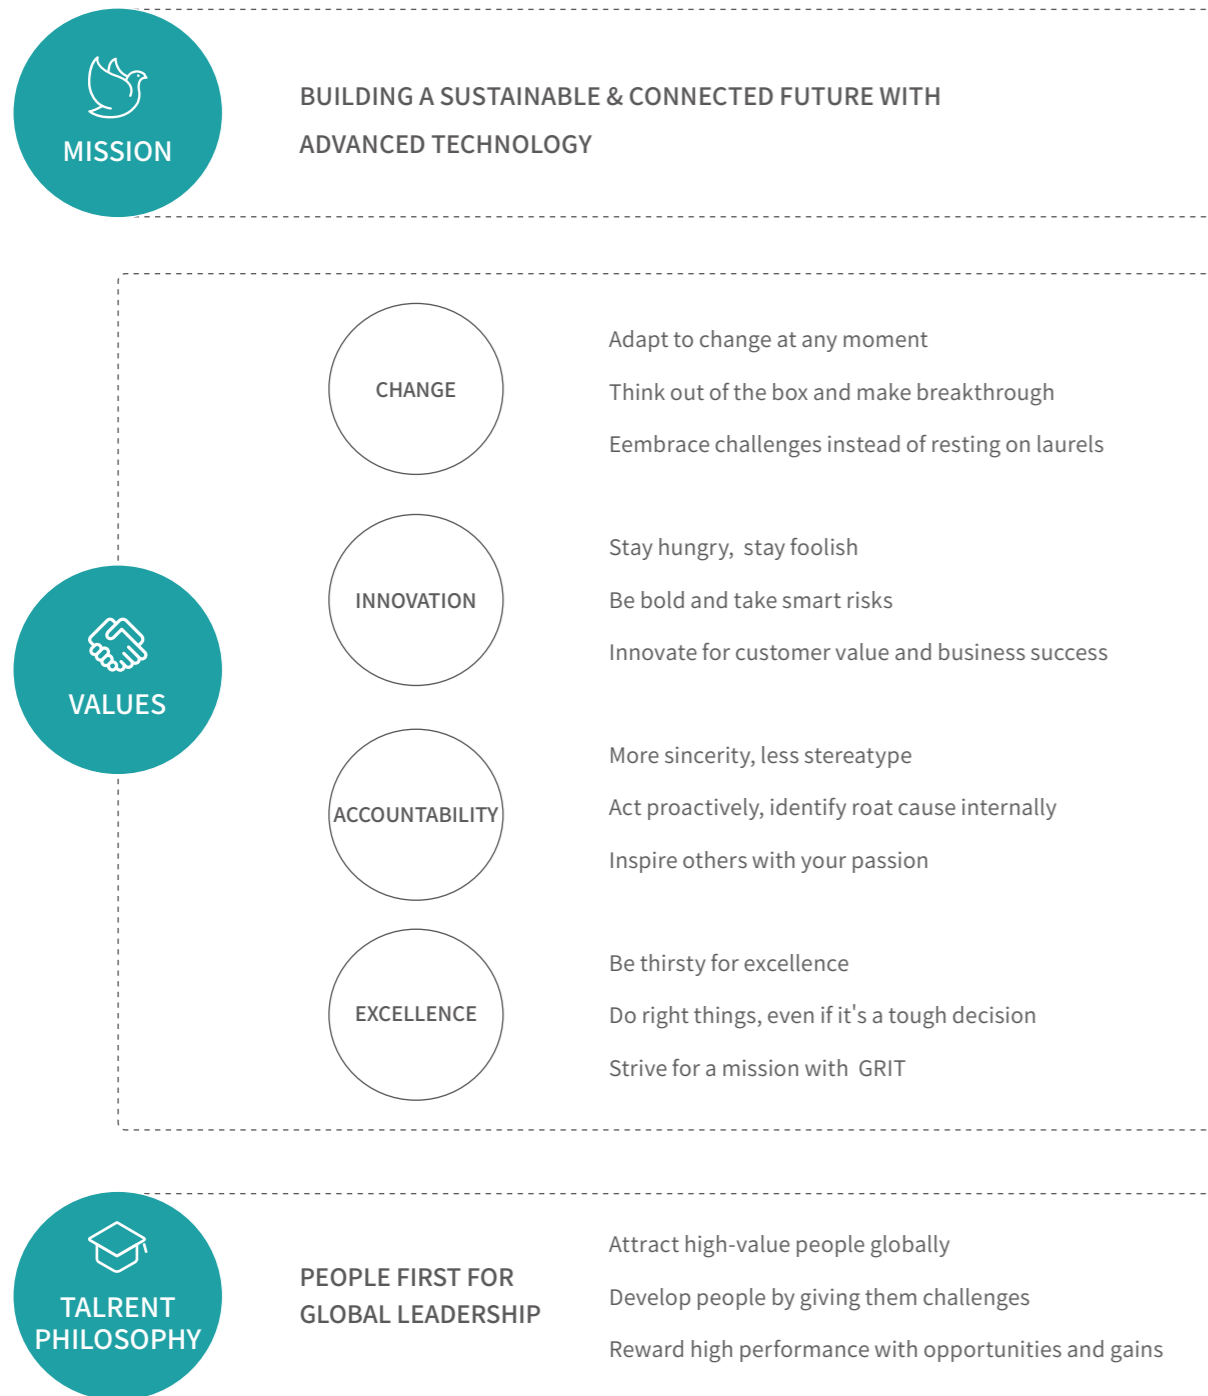 MISSION
BUILDING A SUSTAINABLE & CONNECTED FUTURE WITH
ADVANCED TECHNOLOGY
VALUES
CHANGE
Adapt to change at any moment
Think out of the box and make breakthrough
Eembrace challenges instead of resting on laurels
INNOVATION
Stay hungry,  stay foolish
Be bold and take smart risks
Innovate for customer value and business success
ACCOUNTABILITY
More sincerity, less stereotype
Act proactively, identify roat cause internally
Inspire others with your passion
EXCELLENCE
Be thirsty for excellence
Do right things, even if it's a tough decision
Strive for a mission with  GRIT
TALRENT
PHILOSOPHY
PEOPLE FIRST FOR
GLOBAL LEADERSHIP
Attract high-value people globally
Develop people by giving them challenges
Reward high performance with opportunities and gains